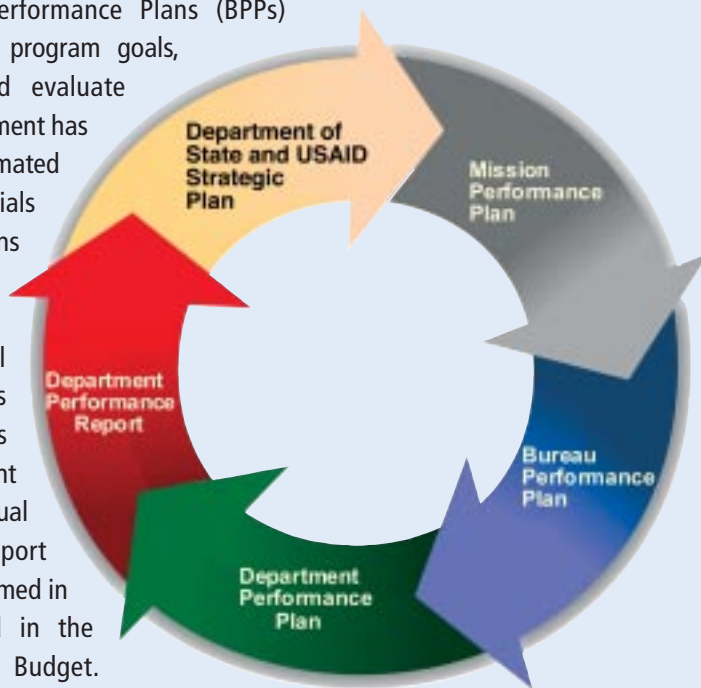 erformance Plans (BPPs)
program goals,
d evaluate
ment has
mated
ials
ns
l
s
s
nt
ual
port
med in
d in the
Budget.
Department of
State and USAID
Strategic
Plan
Mission
Performance
Plan
Bureau
Performance
Plan
Department
Performance
Plan
Department
Performance
Report